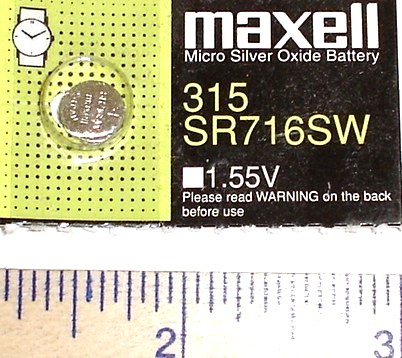 maxell
Micro Silver Oxide Battery
315
SR716SW
1.55V
Please read WARNING on the back
before use
2
3